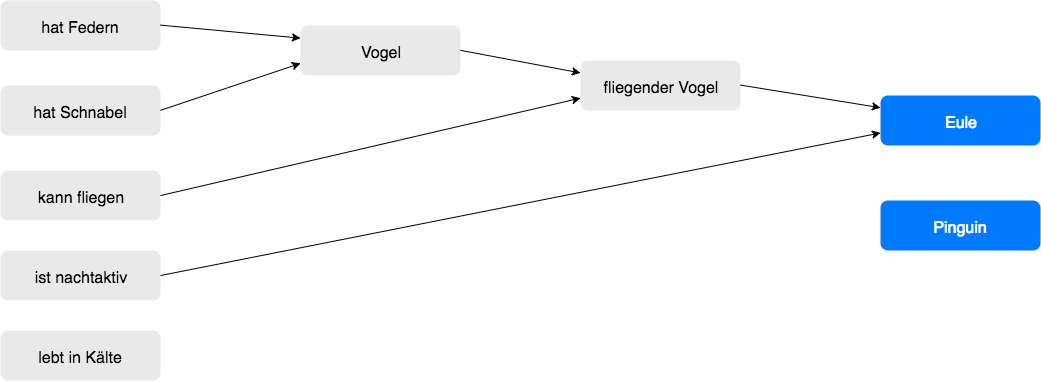 hat Federn
Vogel
hat Schnabel
fliegender Vogel
Eule
kann fliegen
Pinguin
ist nachtaktiv
lebt in Kälte